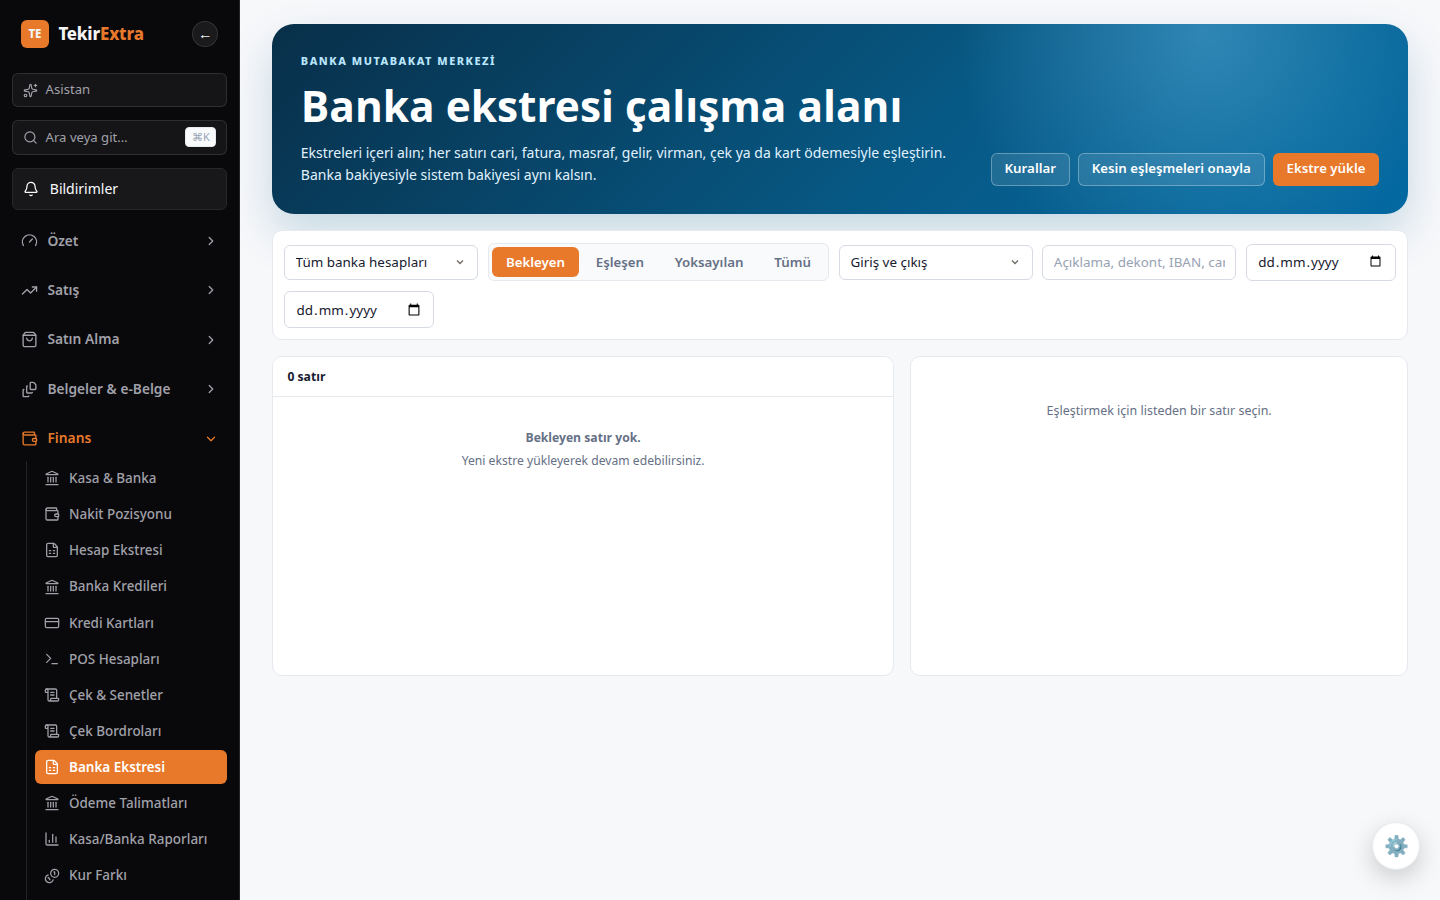 TE TekirExtra ←
Asistan
Ara veya git... ⌘K
Bildirimler
Özet
Satış
Satın Alma
Belgeler & e-Belge
Finans
Kasa & Banka
Nakit Pozisyonu
Hesap Ekstresi
Banka Kredileri
Kredi Kartları
POS Hesapları
Çek & Senetler
Çek Bordroları
Banka Ekstresi
Ödeme Talimatları
Kasa/Banka Raporları
Kur Farkı
BANKA MUTABAKAT MERKEZİ
Banka ekstresi çalışma alanı
Ekstreleri içeri alın; her satırı cari, fatura, masraf, gelir, virman, çek ya da kart ödemesiyle eşleştirin.
Banka bakiyesiyle sistem bakiyesi aynı kalsın.
Kurallar Kesin eşleşmeleri onayla Ekstre yükle
Tüm banka hesapları Bekleyen Eşleşen Yoksayılan Tümü Giriş ve çıkış Açıklama, dekont, IBAN, car dd.mm.yyyy
dd.mm.yyyy
0 satır
Bekleyen satır yok.
Yeni ekstre yükleyerek devam edebilirsiniz.
Eşleştirmek için listeden bir satır seçin.